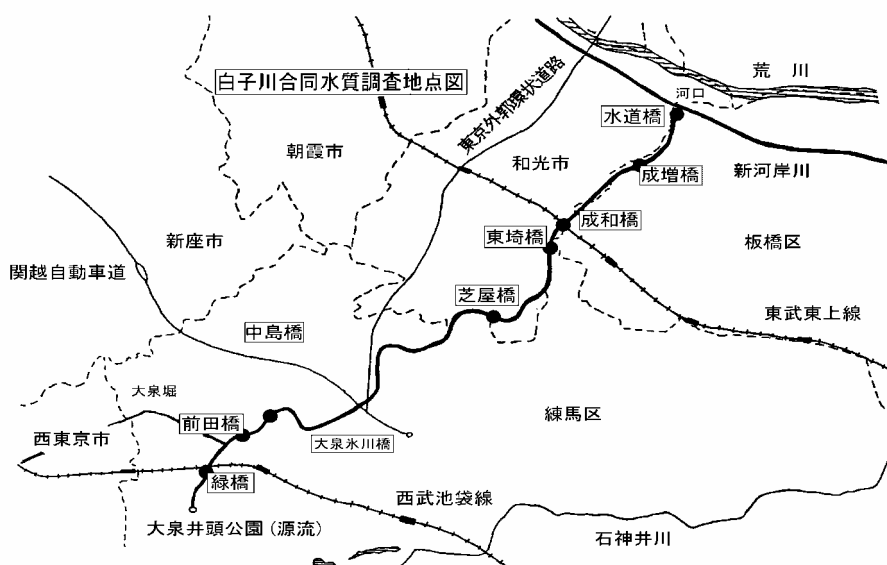 白子川合同水質調査地点図
東京外郭環状道路
荒 川
河口
水道橋
朝霞市
和光市
成増橋
新河岸川
成和橋
東埼橋
板橋区
新座市
関越自動車道
芝屋橋
東武東上線
中島橋
大泉堀
前田橋
練馬区
西東京市
大泉氷川橋
緑橋
西武池袋線
大泉井頭公園(源流)
石神井川